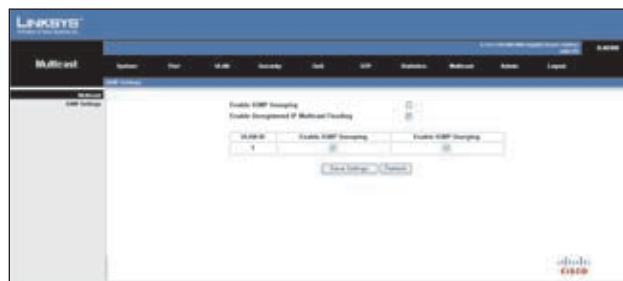 LINKSYS
Multicast
System Port VLAN Security QoS STP Statistics Multicast Admin Logout
Multicast
IGMP Settings
Enable IGMP Snooping
Enable Unregistered IP Multicast Flooding
VLAN ID Enable IGMP Snooping Enable IGMP
1
Save Settings Refresh
CISCO